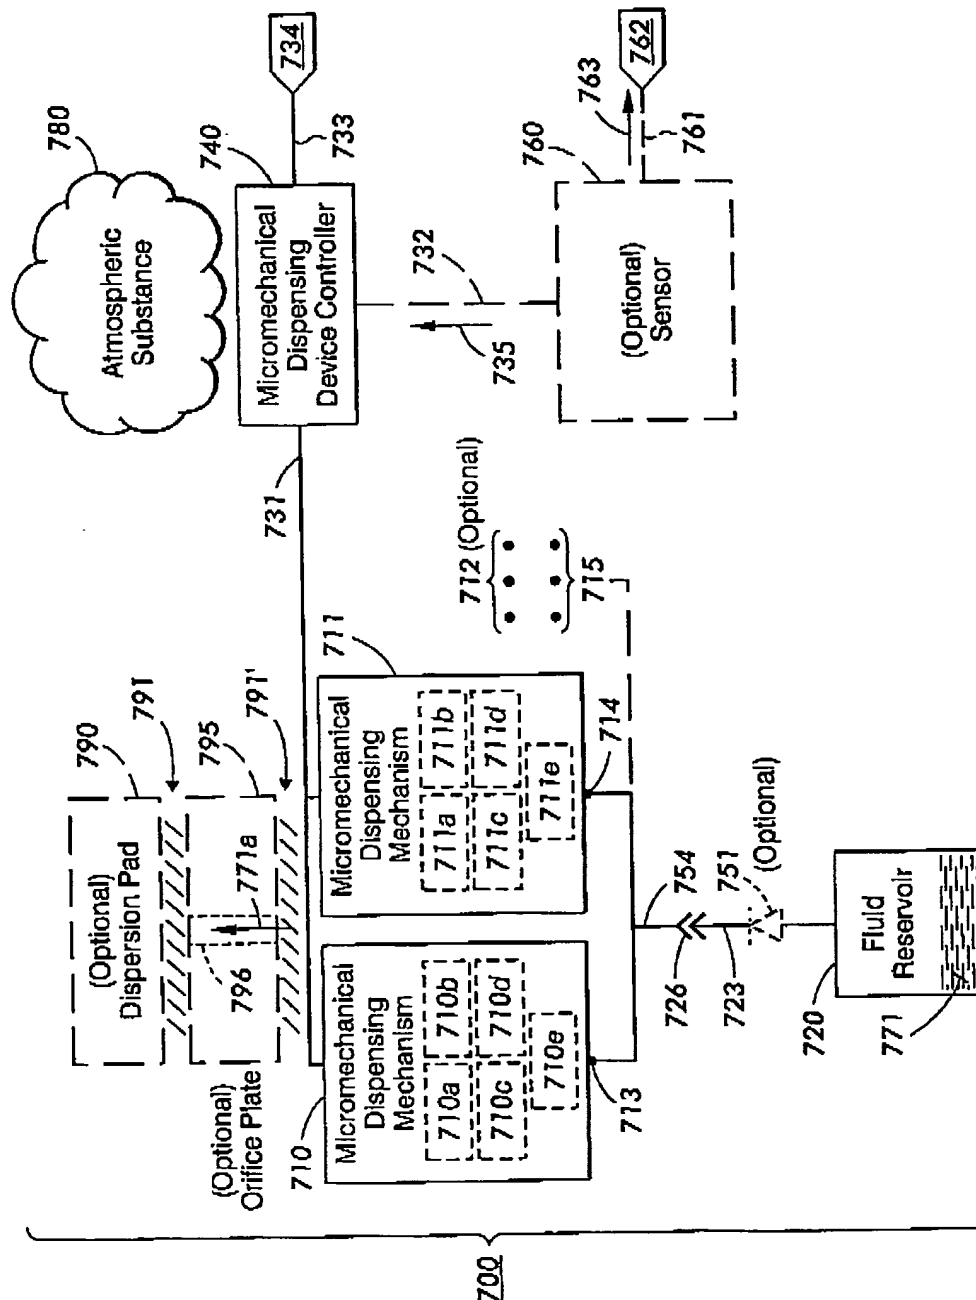 780
Atmospheric
Substance
734
733
740
Micromechanical
Dispensing
Device Controller
731
732
735
763
762
761
760
(Optional)
Sensor
790
(Optional)
Dispersion Pad
791
795
771a
796
791'
(Optional)
Orifice Plate
710
Micromechanical
Dispensing
Mechanism
710a
710b
710c
710d
710e
713
711
Micromechanical
Dispensing
Mechanism
711a
711b
711c
711d
711e
714
712 (Optional)
715
754
726
723
751
(Optional)
720
Fluid
Reservoir
771
700